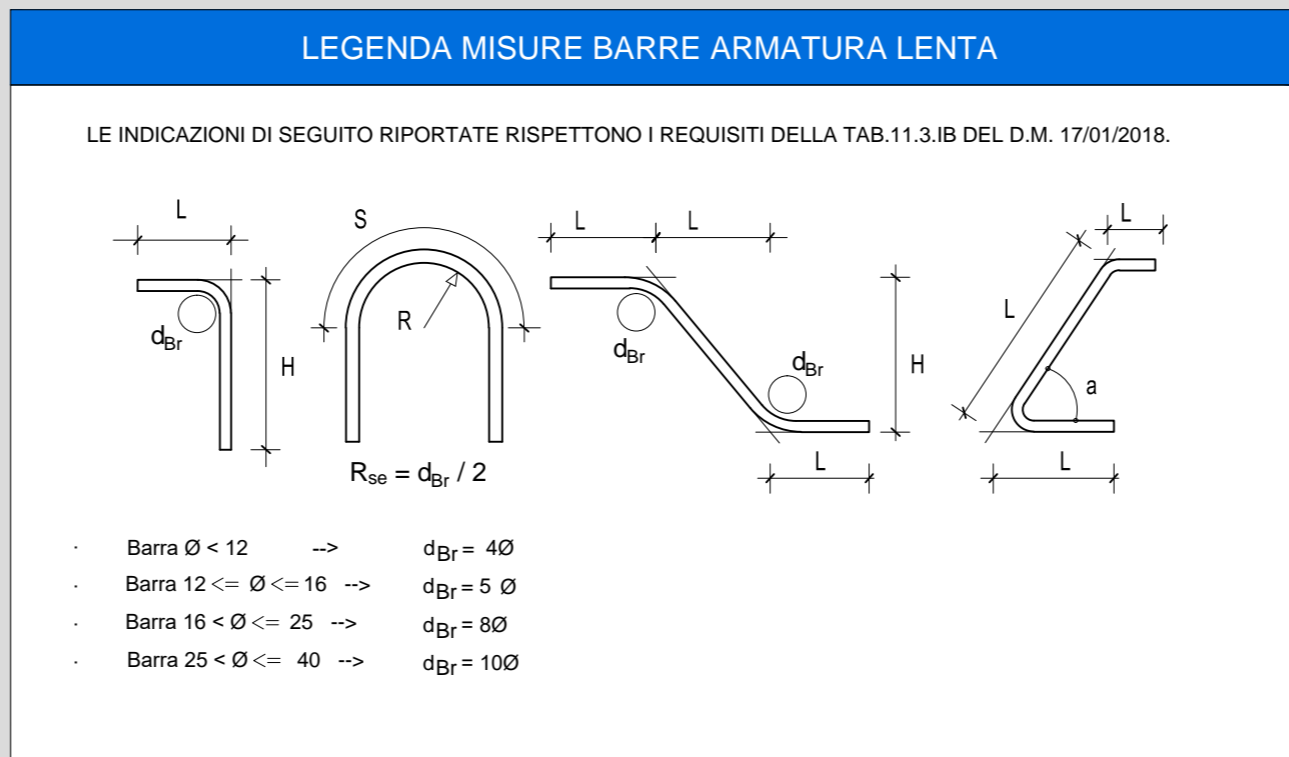 LEGENDA MISURE BARRE ARMATURA LENTA
LE INDICAZIONI DI SEGUITO RIPORTATE RISPETTONO I REQUISITI DELLA TAB.11.3.IB DEL D.M. 17/01/2018.
L
dBr
H
S
R
Rse = dBr / 2
L L
dBr
dBr
H
L
L
L
a
L
· Barra Ø < 12 --> dBr = 4Ø
· Barra 12 <= Ø <= 16 --> dBr = 5 Ø
· Barra 16 < Ø <= 25 --> dBr = 8Ø
· Barra 25 < Ø <= 40 --> dBr = 10Ø